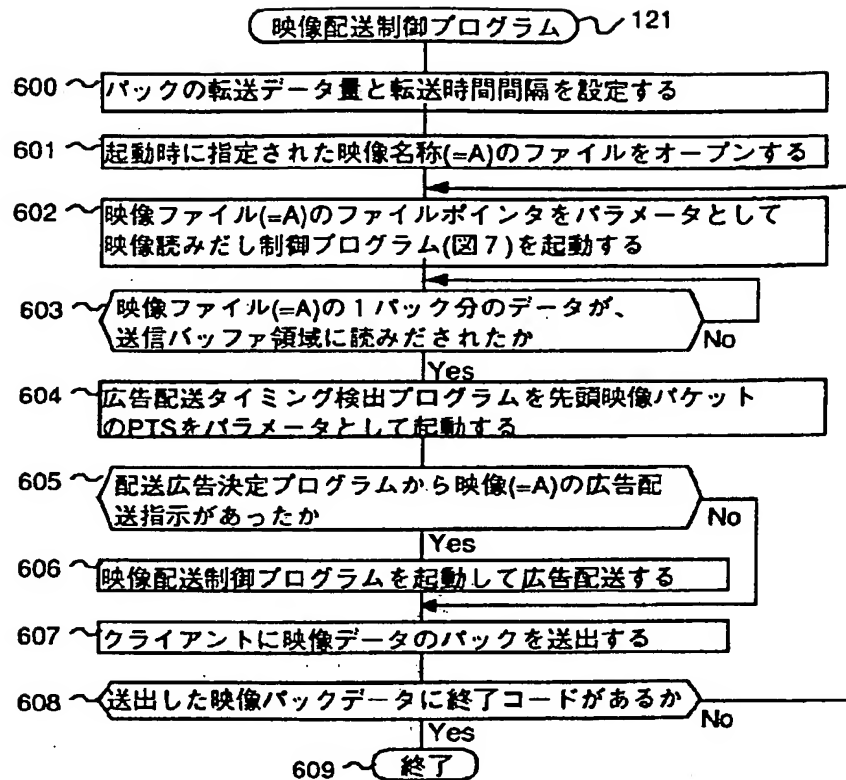 映像配送制御プログラム 121
600 パックの転送データ量と転送時間間隔を設定する
601 起動時に指定された映像名称(=A)のファイルをオープンする
602 映像ファイル(=A)のファイルポインタをパラメータとして
映像読みだし制御プログラム(図7)を起動する
603 映像ファイル(=A)の1パック分のデータが、
送信バッファ領域に読みだされたか
No
Yes
604 広告配送タイミング検出プログラムを先頭映像パケット
のPTSをパラメータとして起動する
605 配送広告決定プログラムから映像(=A)の広告配
送指示があったか
No
Yes
606 映像配送制御プログラムを起動して広告配送する
607 クライアントに映像データのパックを送出する
608 送出した映像パックデータに終了コードがあるか
No
Yes
609 終了